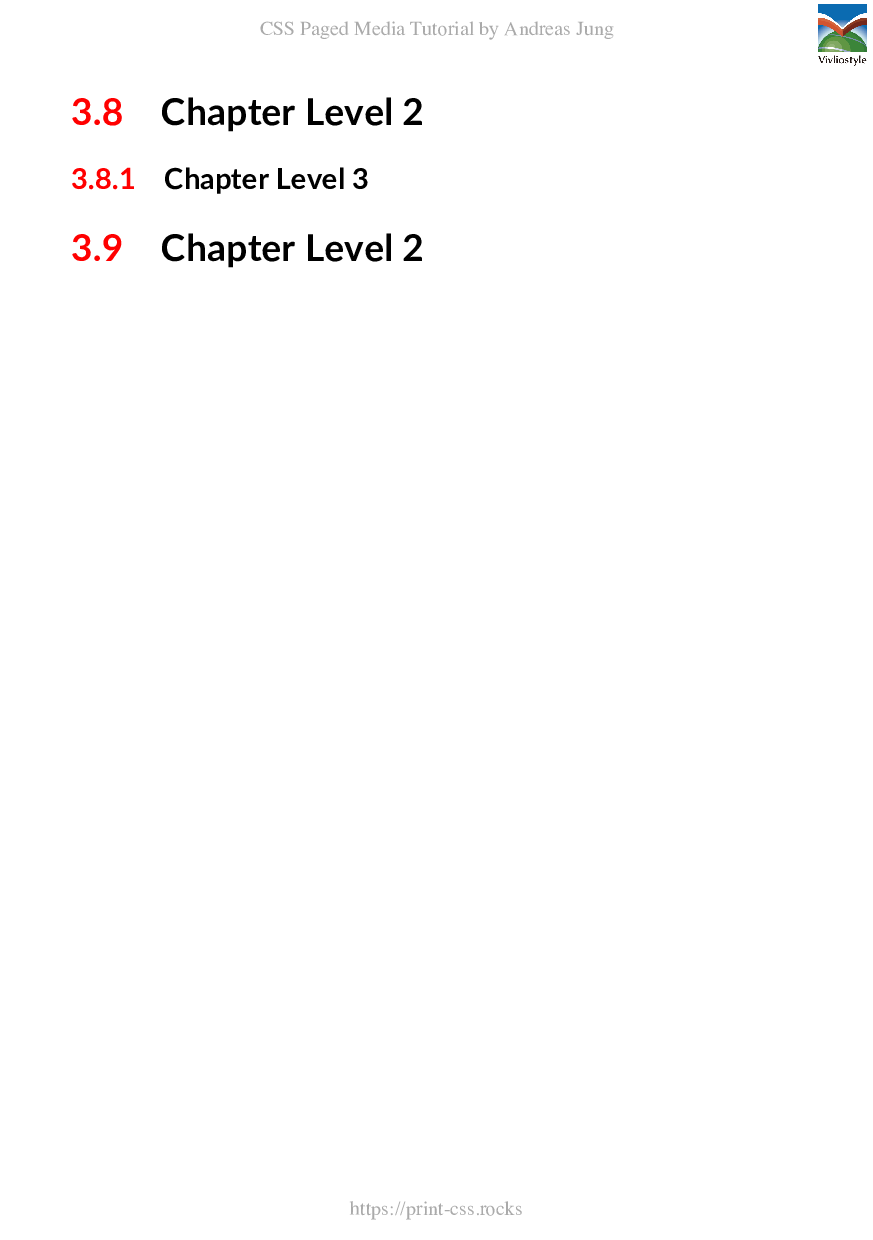 CSS Paged Media Tutorial by Andreas Jung
Vivliostyle
3.8 Chapter Level 2
3.8.1 Chapter Level 3
3.9 Chapter Level 2
https://print-css.rocks